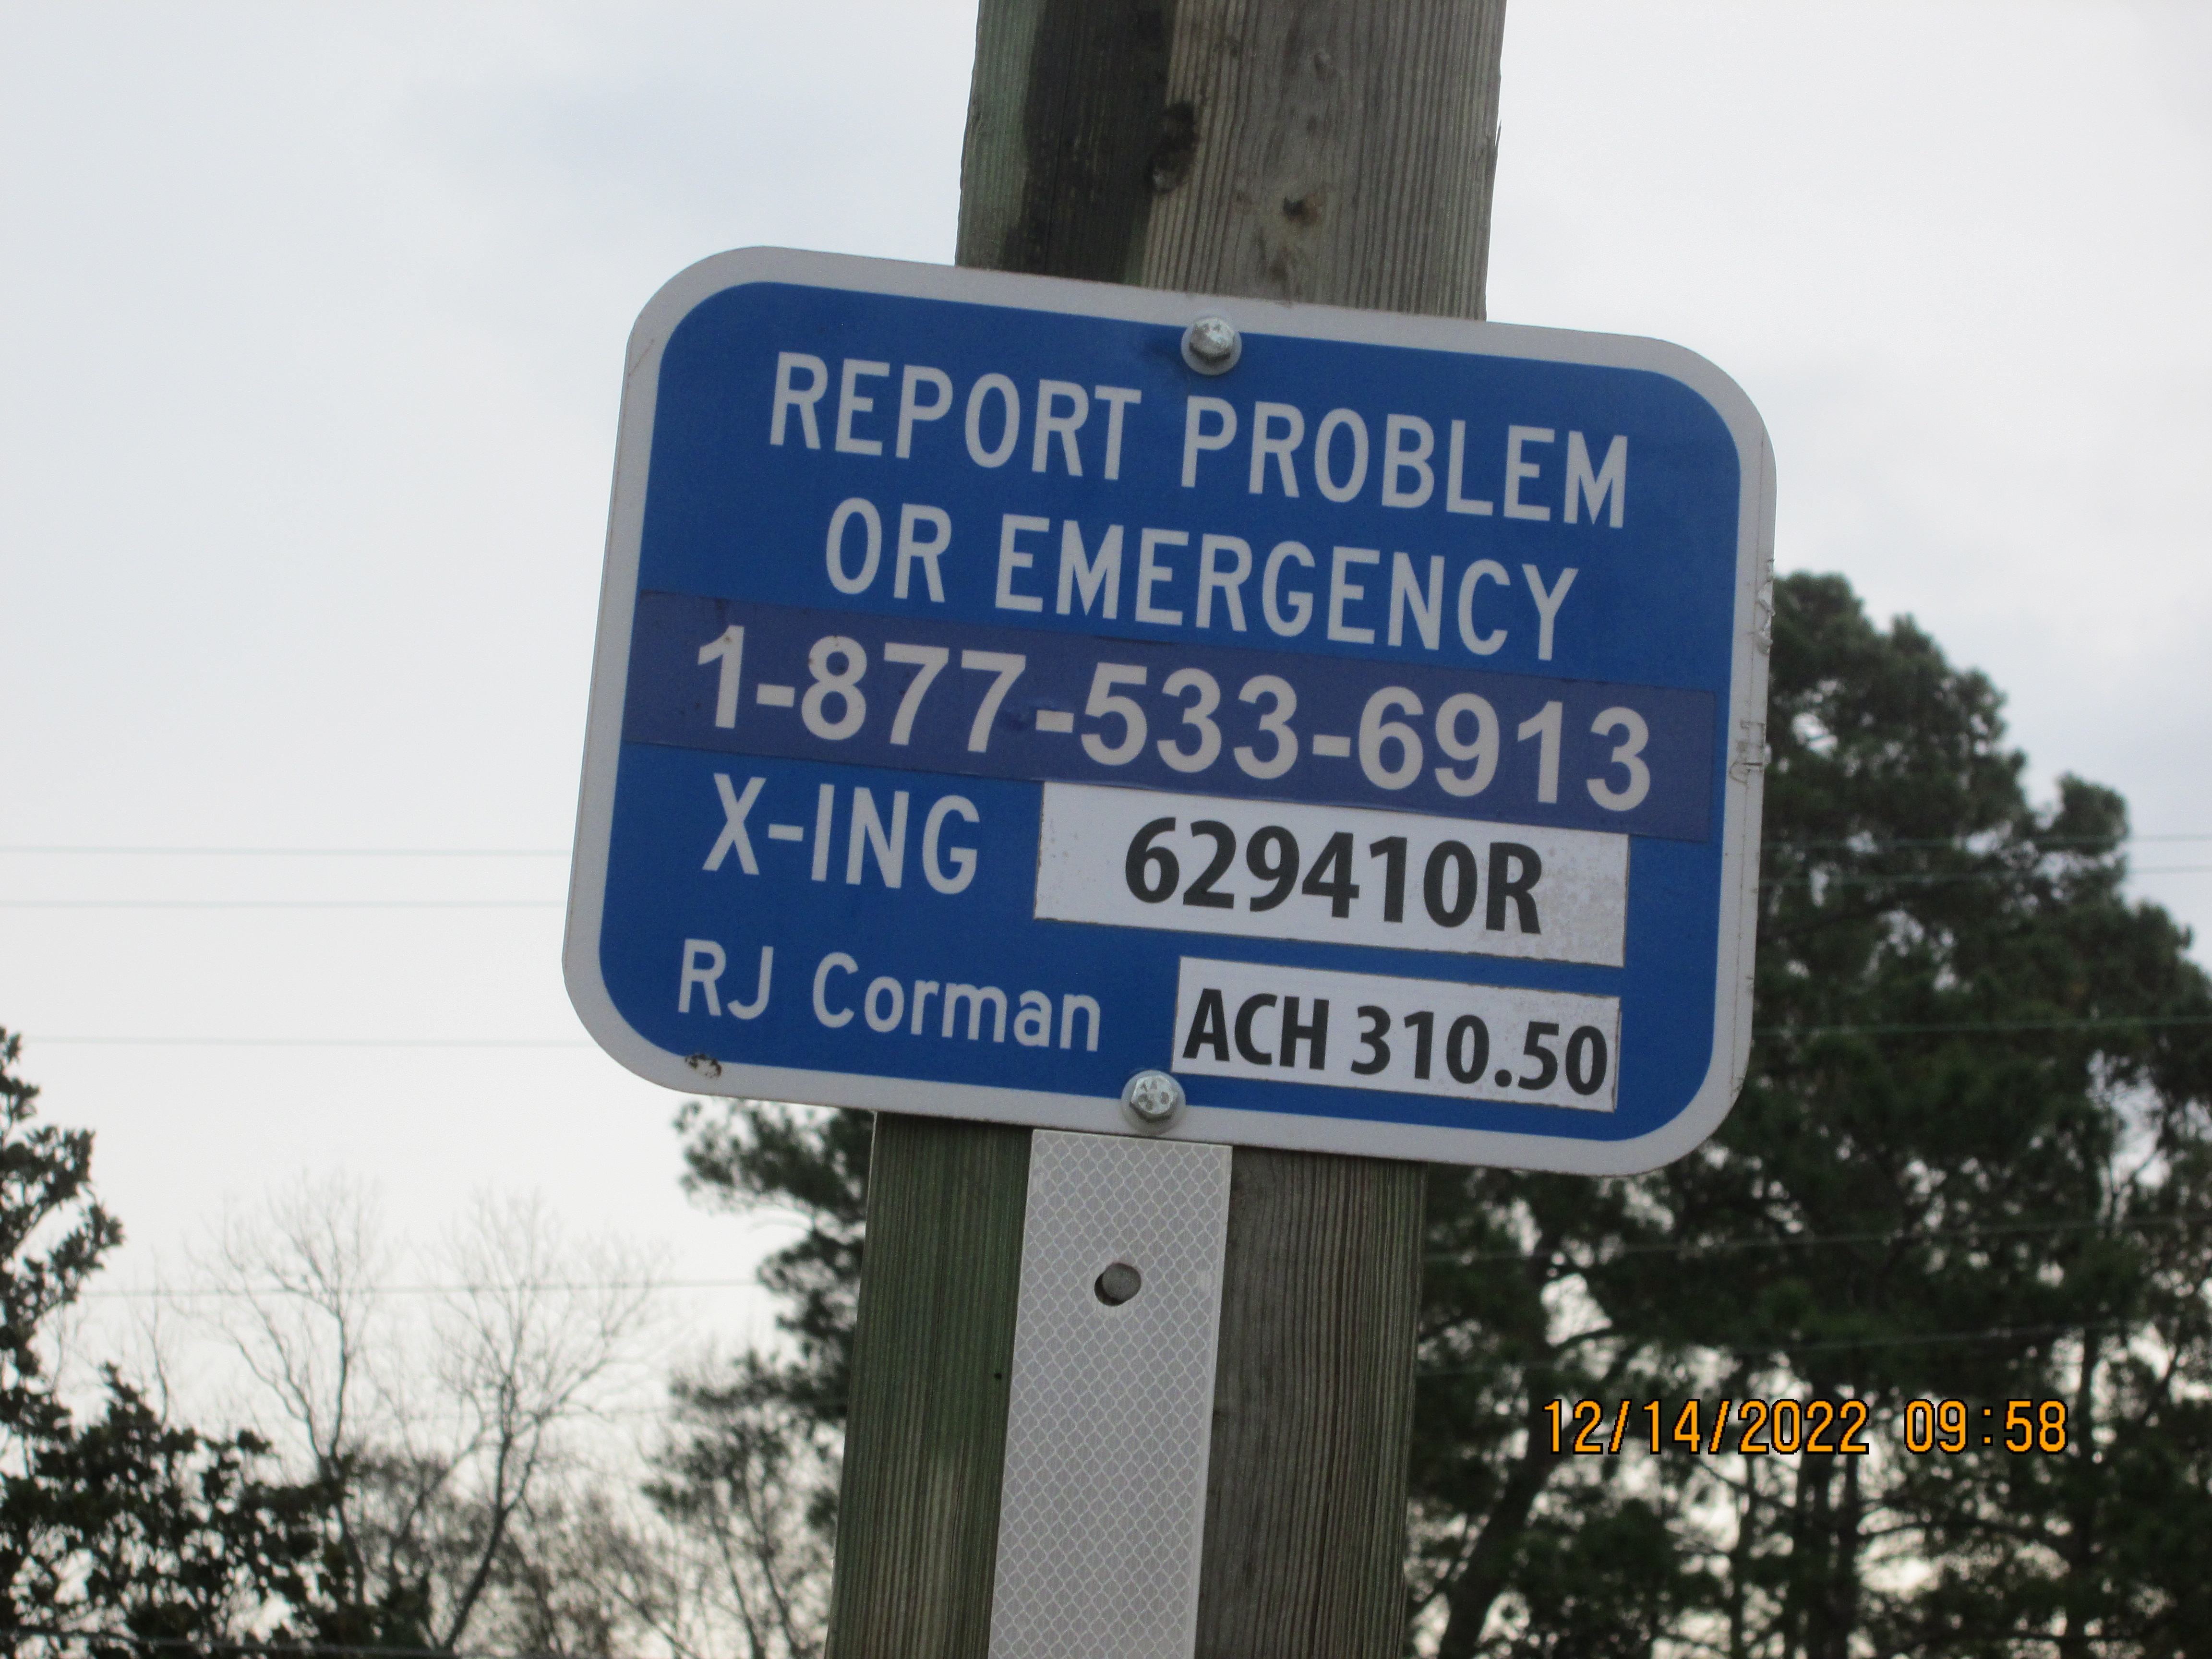 REPORT PROBLEM
OR EMERGENCY
1-877-533-6913
X-ING 629410R
RJ Corman ACH 310.50
12/14/2022 09:58